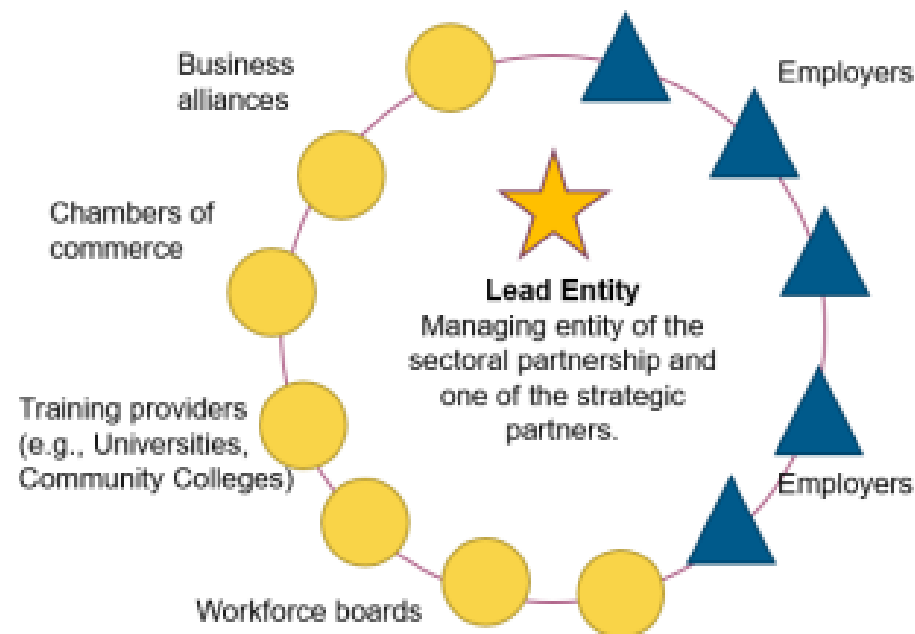 Business
alliances
Employers
Chambers of
commerce
Lead Entity
Managing entity of the
sectoral partnership and
one of the strategic
partners.
Training providers
(e.g., Universities,
Community Colleges)
Employers
Workforce boards